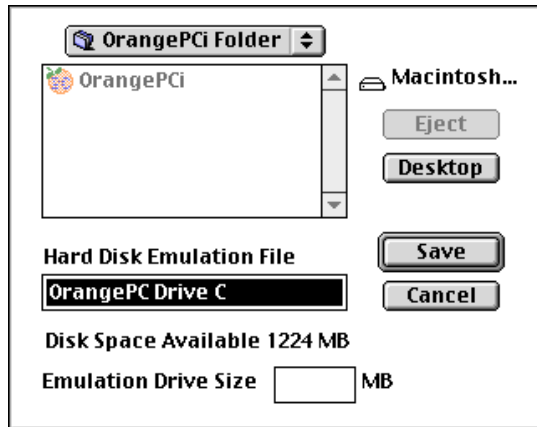 OrangePCi Folder
OrangePCi
Macintosh...
Eject
Desktop
Hard Disk Emulation File
Save
OrangePC Drive C
Cancel
Disk Space Available 1224 MB
Emulation Drive Size MB